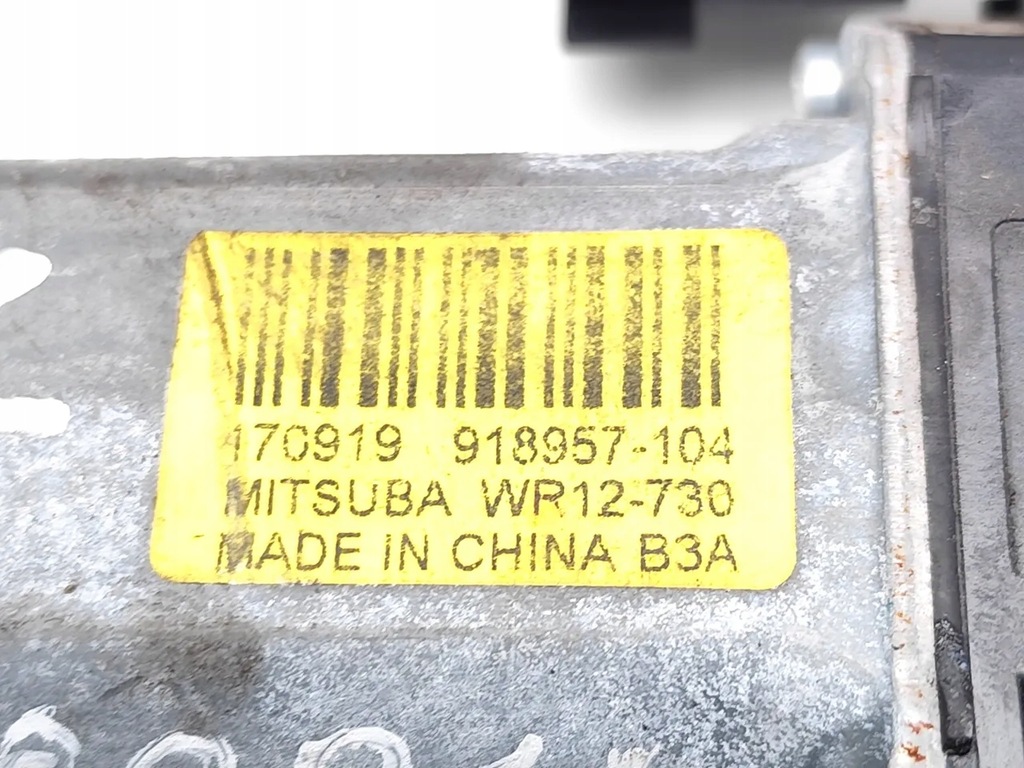 170919 918957-104
MITSUBA WR12-730
MADE IN CHINA B3A